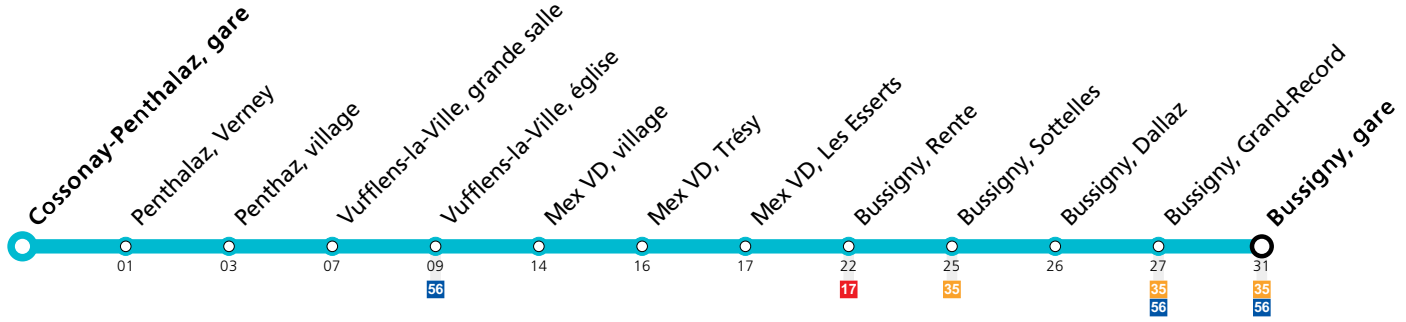 Cossonay-Penthalaz, gare
Penthalaz, Verney
Penthaz, village
Vufflens-la-Ville, grande salle
Vufflens-la-Ville, église
Mex VD, village
Mex VD, Trésy
Mex VD, Les Esserts
Bussigny, Rente
Bussigny, Sottelles
Bussigny, Dallaz
Bussigny, Grand-Record
Bussigny, gare
01 03 07 09 14 16 17 22 25 26 27 31
56 17 35 35 35
56 56